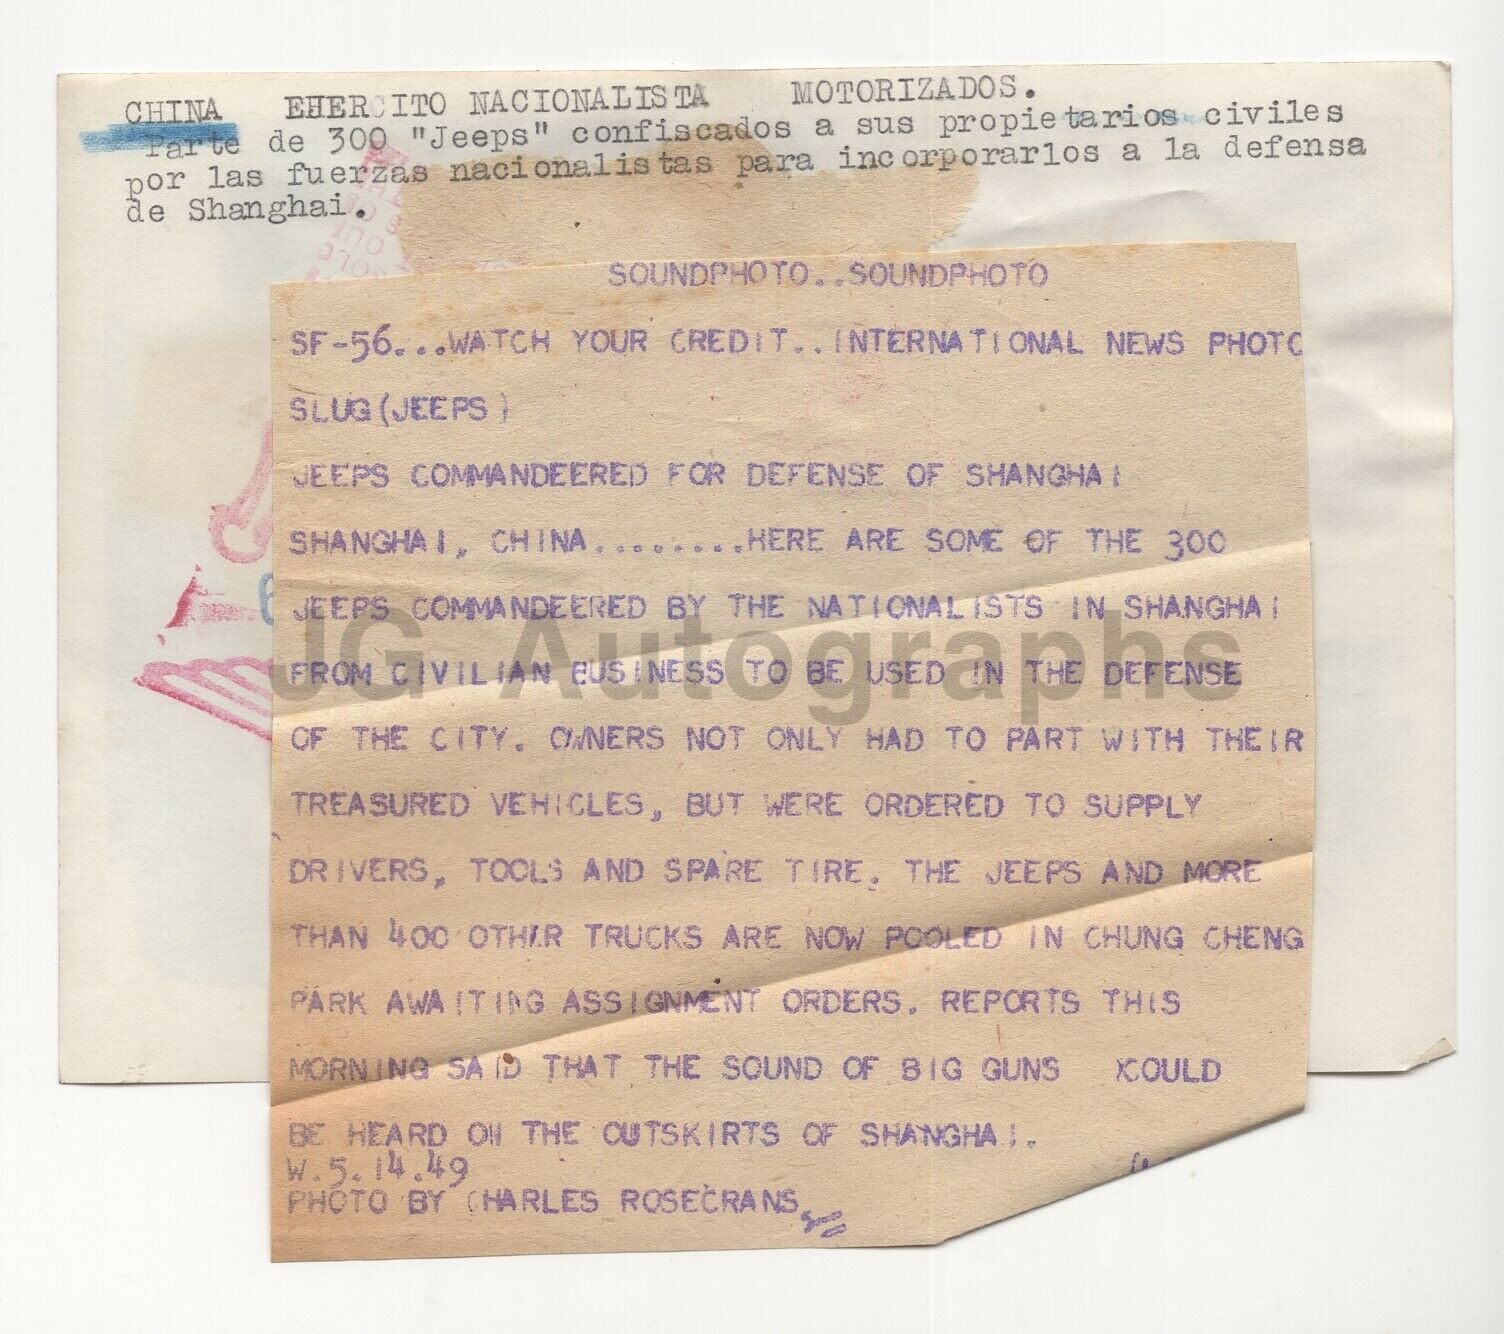 CHINA EHERCITO NACIONALISTA MOTORIZADOS.
Parte de 300 "Jeeps" confiscados a sus propietarios civiles
por las fuerzas nacionalistas para incorporarlos a la defensa
de Shanghai.
SOUNDPHOTO..SOUNDPHOTO
SF-56...WATCH YOUR CREDIT..INTERNATIONAL NEWS PHOTO
SLUG(JEEPS)
JEEPS COMMANDEERED FOR DEFENSE OF SHANGHAI
SHANGHAI, CHINA........HERE ARE SOME OF THE 300
JEEPS COMMANDEERED BY THE NATIONALISTS IN SHANGHAI
FROM CIVILIAN BUSINESS TO BE USED IN THE DEFENSE
OF THE CITY. OWNERS NOT ONLY HAD TO PART WITH THEIR
TREASURED VEHICLES, BUT WERE ORDERED TO SUPPLY
DRIVERS, TOOLS AND SPARE TIRE. THE JEEPS AND MORE
THAN 400 OTHER TRUCKS ARE NOW POOLED IN CHUNG CHENG
PARK AWAITING ASSIGNMENT ORDERS. REPORTS THIS
MORNING SAID THAT THE SOUND OF BIG GUNS XCOULD
BE HEARD ON THE OUTSKIRTS OF SHANGHAI.
W.5.14.49
PHOTO BY CHARLES ROSECRANS
JG Autographs